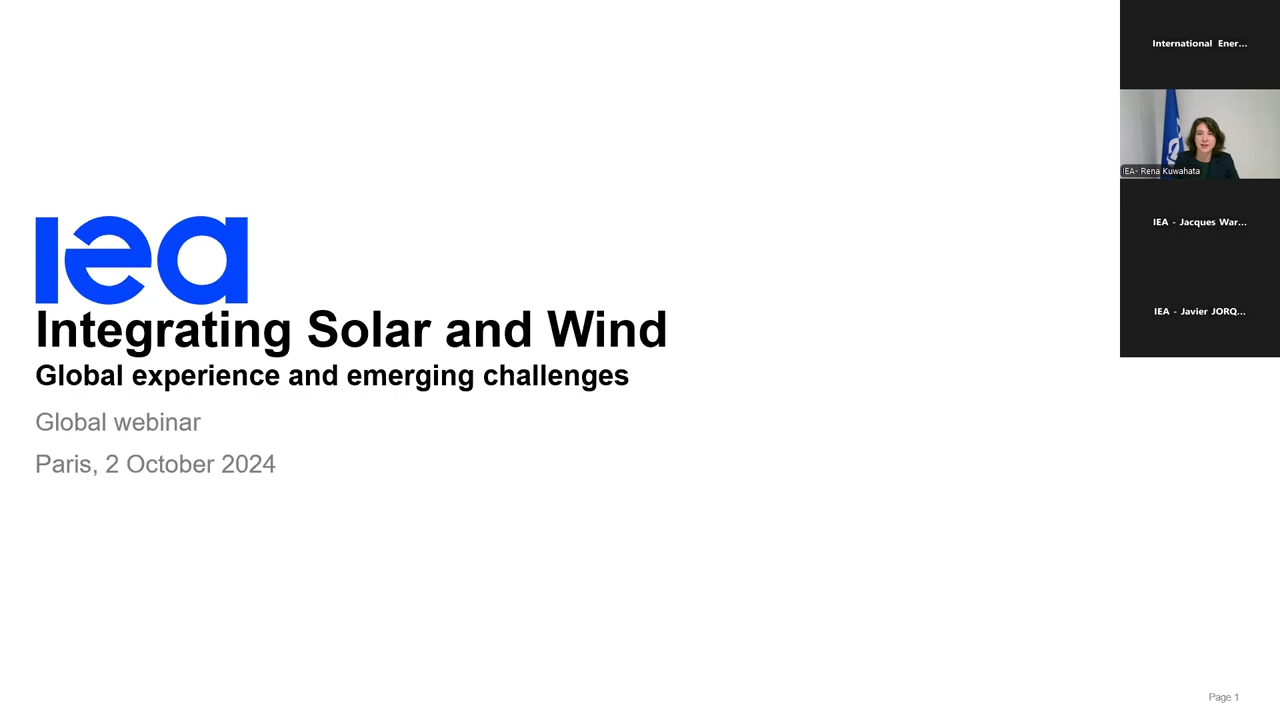 iea
Integrating Solar and Wind
Global experience and emerging challenges
Global webinar
Paris, 2 October 2024
Page 1
International Ener...
IEA- Rena Kuwahata
IEA - Jacques War...
IEA - Javier JORQ...